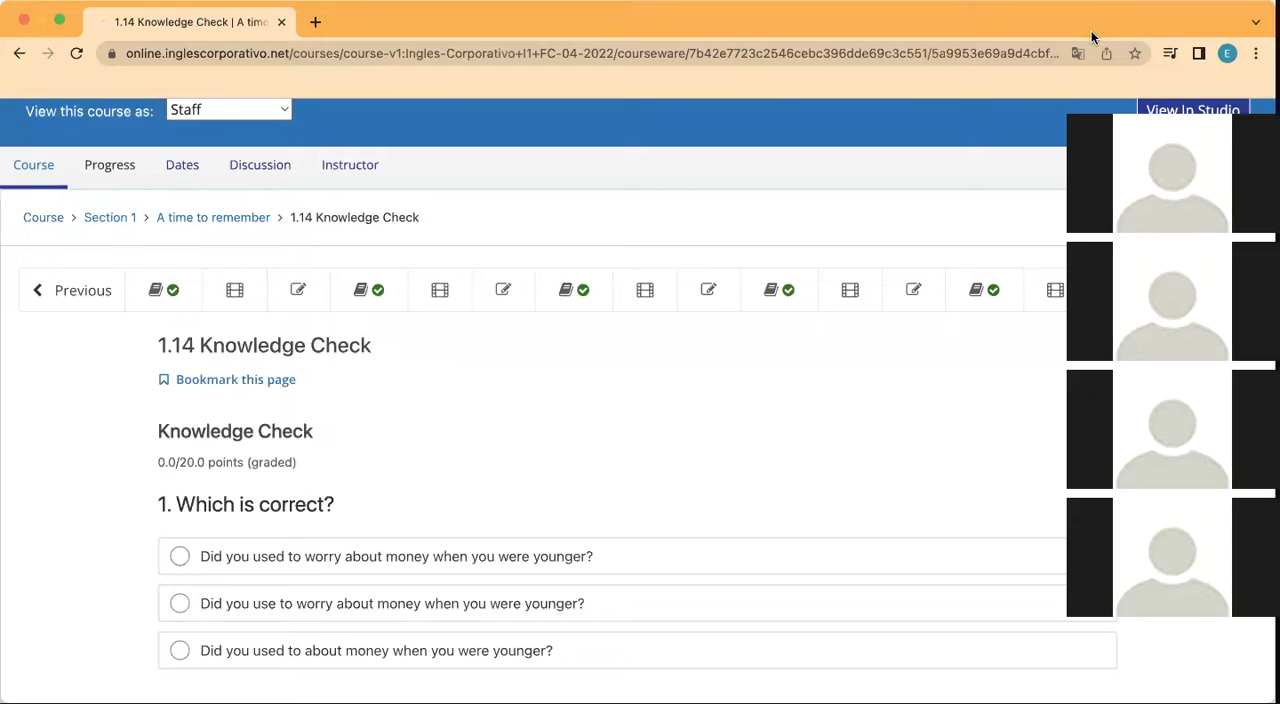 1.14 Knowledge Check | A time
online.inglescorporativo.net/courses/course-v1:Ingles-Corporativo+I1+FC-04-2022/courseware/7b42e7723c2546cebc396dde69c3c551/5a9953e69a9d4cbf...
E
View this course as: Staff
View In Studio
Course Progress Dates Discussion Instructor
Course > Section 1 > A time to remember > 1.14 Knowledge Check
Previous
1.14 Knowledge Check
Bookmark this page
Knowledge Check
0.0/20.0 points (graded)
1. Which is correct?
Did you used to worry about money when you were younger?
Did you use to worry about money when you were younger?
Did you used to about money when you were younger?